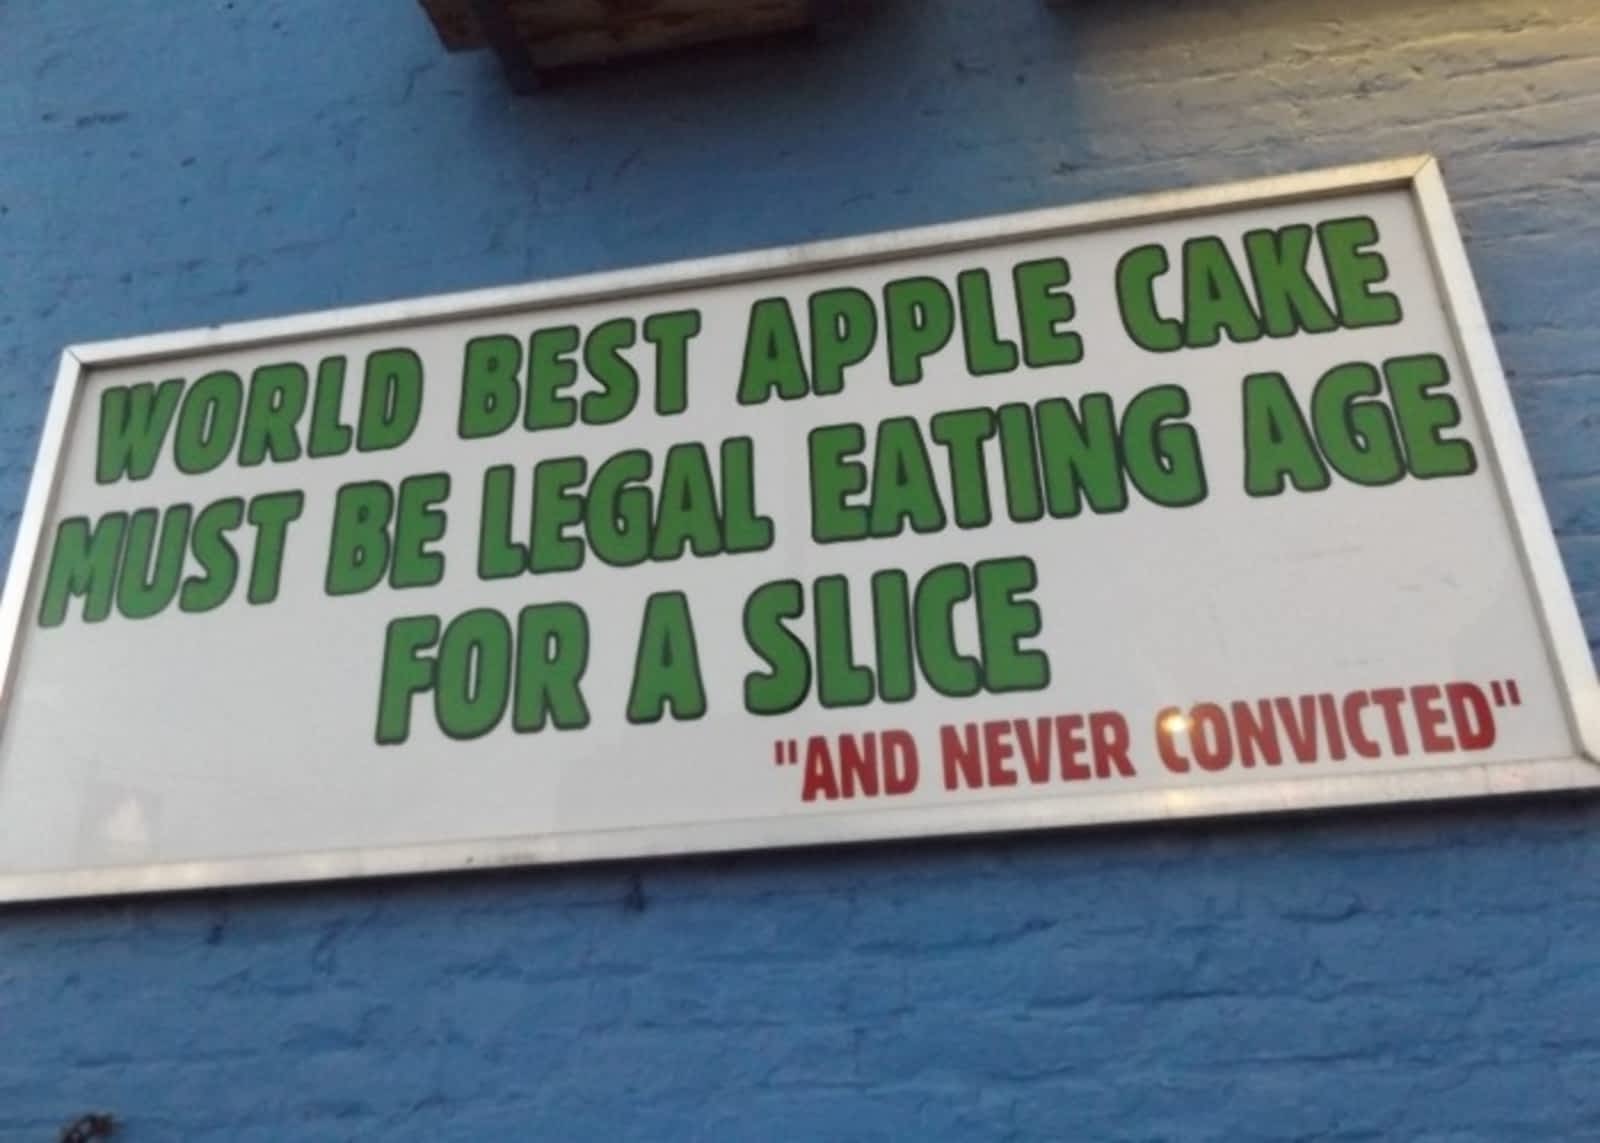 WORLD BEST APPLE CAKE
MUST BE LEGAL EATING AGE
FOR A SLICE
"AND NEVER CONVICTED"